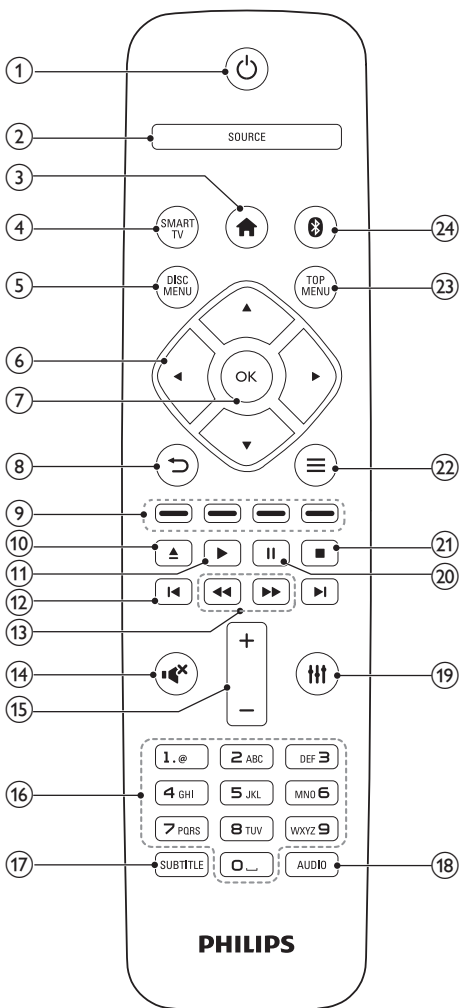 1
2 SOURCE
3
4 SMART TV 24
5 DISC MENU TOP MENU 23
6
7 OK
8 22
9
10 21
11 20
12
13
14 19
15 + −
1.@ 2 ABC DEF 3
16 4 GHI 5 JKL MNO 6
7 PQRS 8 TUV WXYZ 9
17 SUBTITLE 0 AUDIO 18
PHILIPS